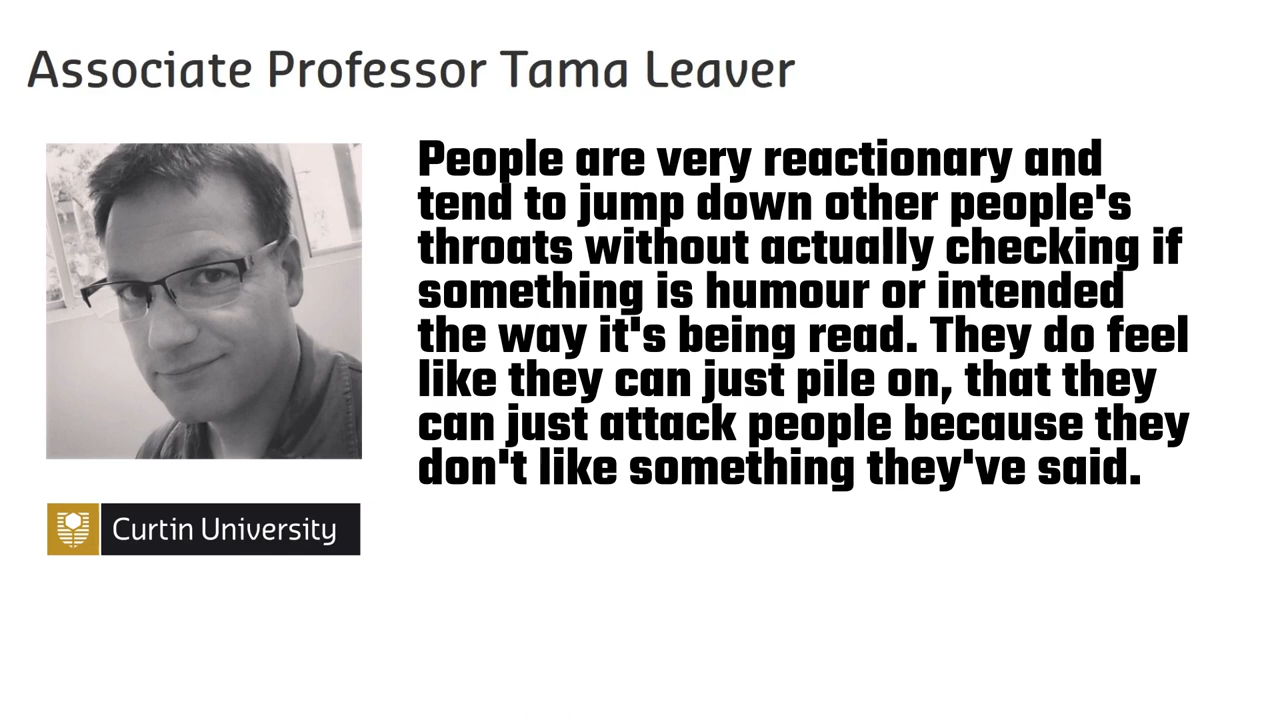 Associate Professor Tama Leaver
People are very reactionary and
tend to jump down other people's
throats without actually checking if
something is humour or intended
the way it's being read. They do feel
like they can just pile on, that they
can just attack people because they
don't like something they've said.
Curtin University